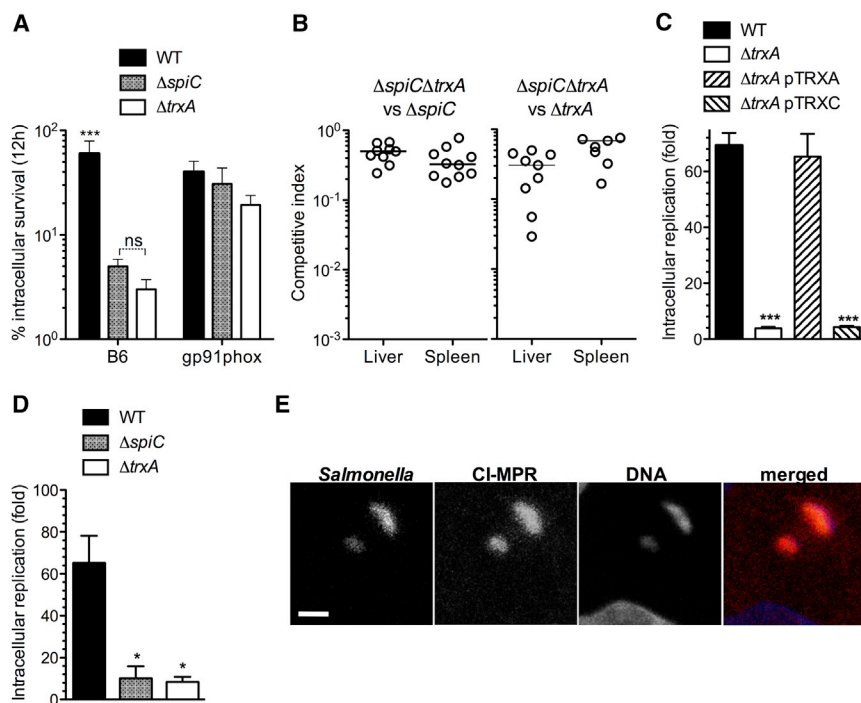 A
WT
ΔspiC
ΔtrxA
% intracellular survival (12h)
10²
10¹
10⁰
***
ns
B6
gp91phox
B
ΔspiCΔtrxA
vs ΔspiC
ΔspiCΔtrxA
vs ΔtrxA
Competitive index
10⁰
10⁻¹
10⁻²
10⁻³
Liver
Spleen
Liver
Spleen
C
WT
ΔtrxA
ΔtrxA pTRXA
ΔtrxA pTRXC
Intracellular replication (fold)
60
40
20
0
***
***
D
WT
ΔspiC
ΔtrxA
Intracellular replication (fold)
100
80
60
40
20
0
*
*
E
Salmonella
CI-MPR
DNA
merged